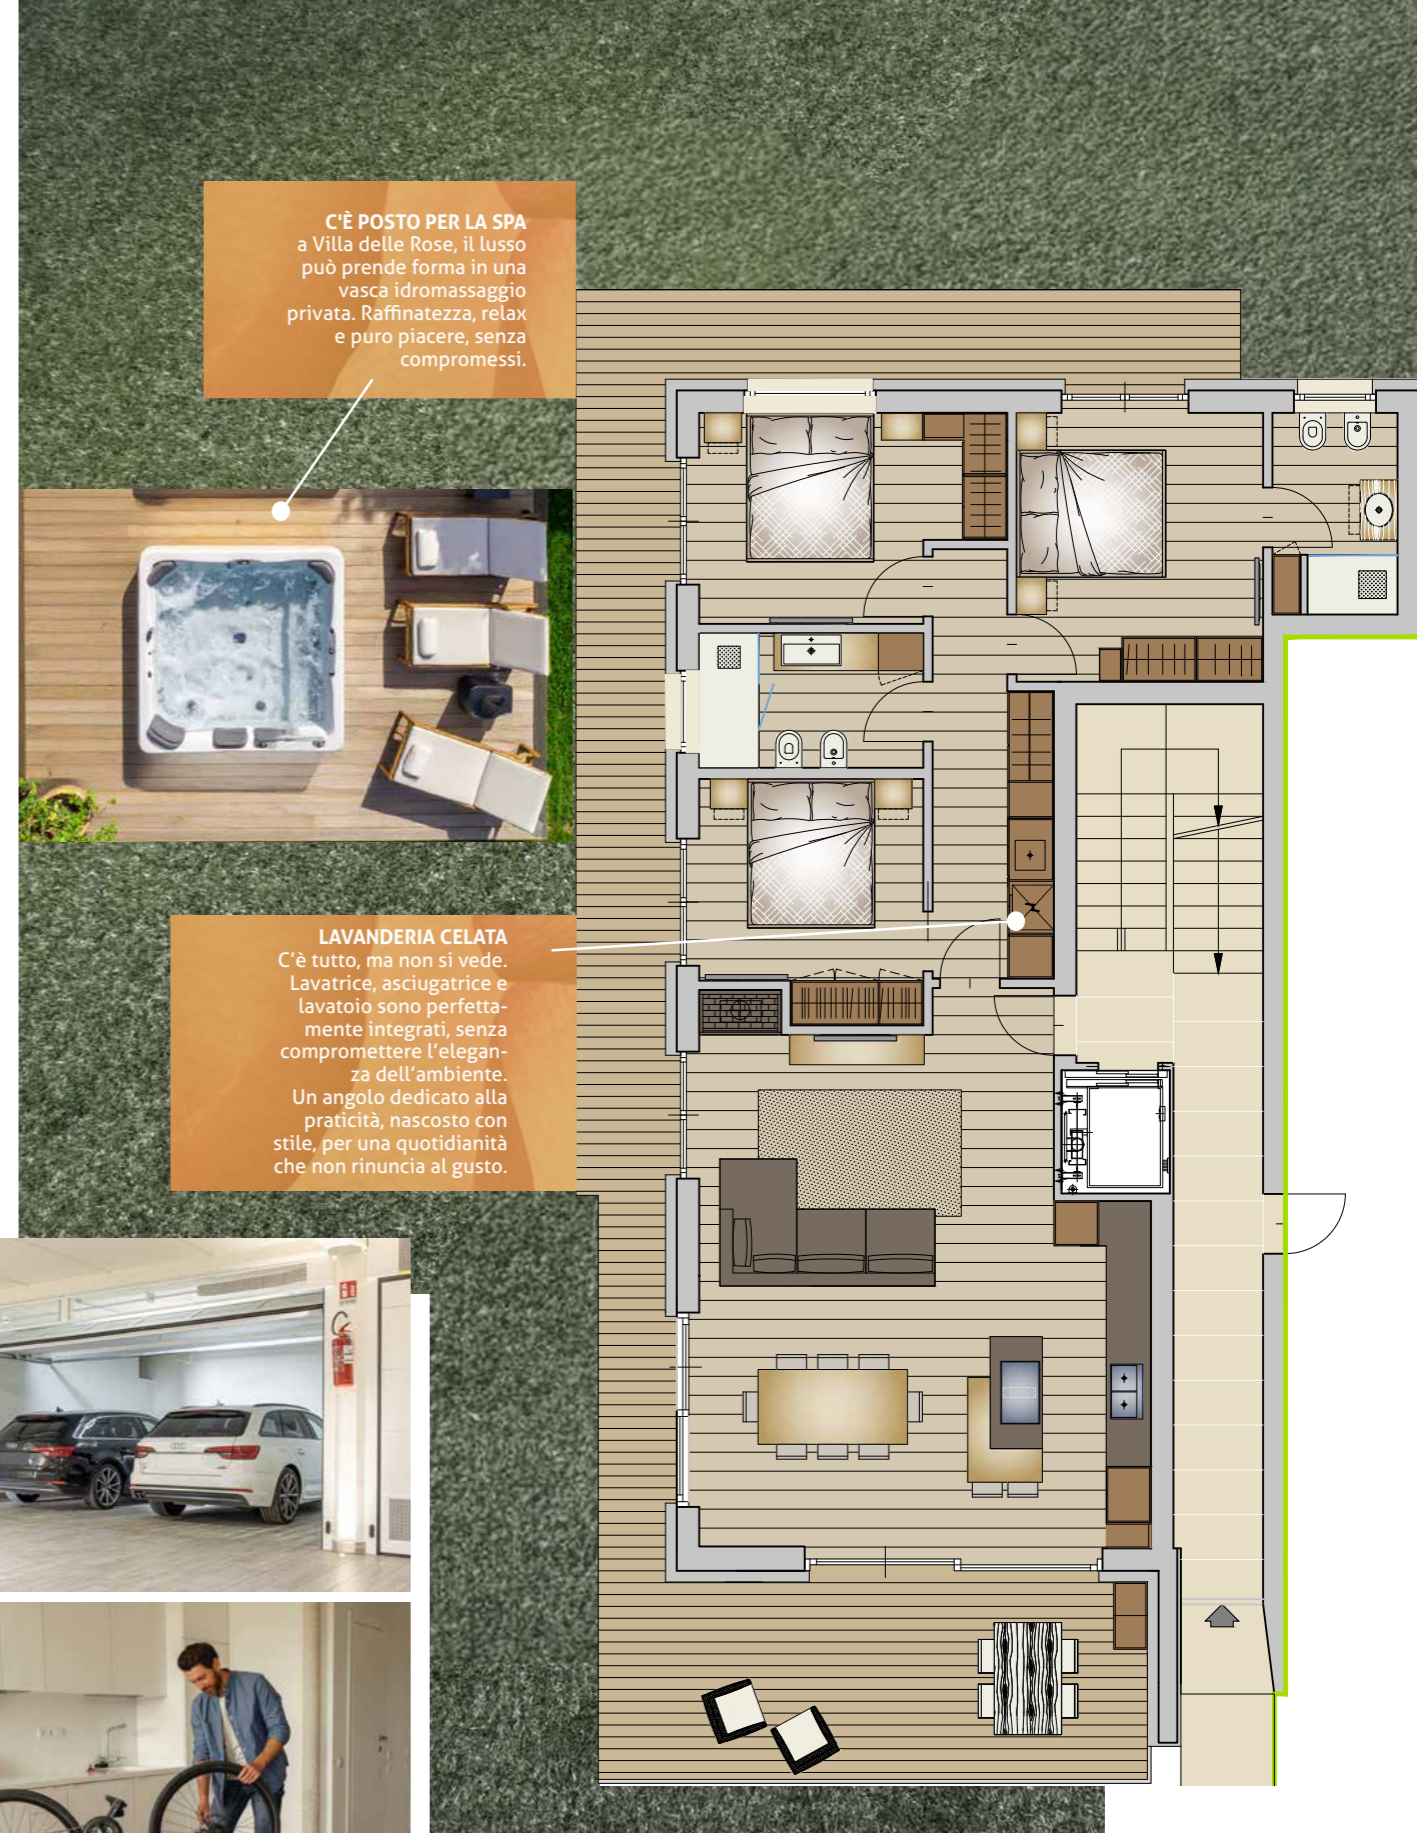 C'È POSTO PER LA SPA
a Villa delle Rose, il lusso
può prende forma in una
vasca idromassaggio
privata. Raffinatezza, relax
e puro piacere, senza
compromessi.
LAVANDERIA CELATA
C'è tutto, ma non si vede.
Lavatrice, asciugatrice e
lavatoio sono perfetta-
mente integrati, senza
compromettere l'elegan-
za dell'ambiente.
Un angolo dedicato alla
praticità, nascosto con
stile, per una quotidianità
che non rinuncia al gusto.